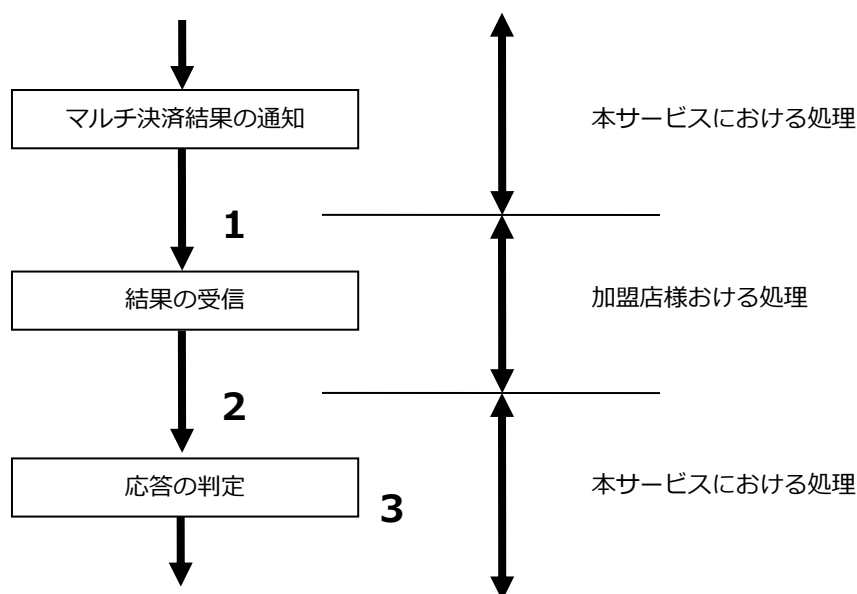 マルチ決済結果の通知
本サービスにおける処理
1
結果の受信
加盟店様おける処理
2
応答の判定
3
本サービスにおける処理